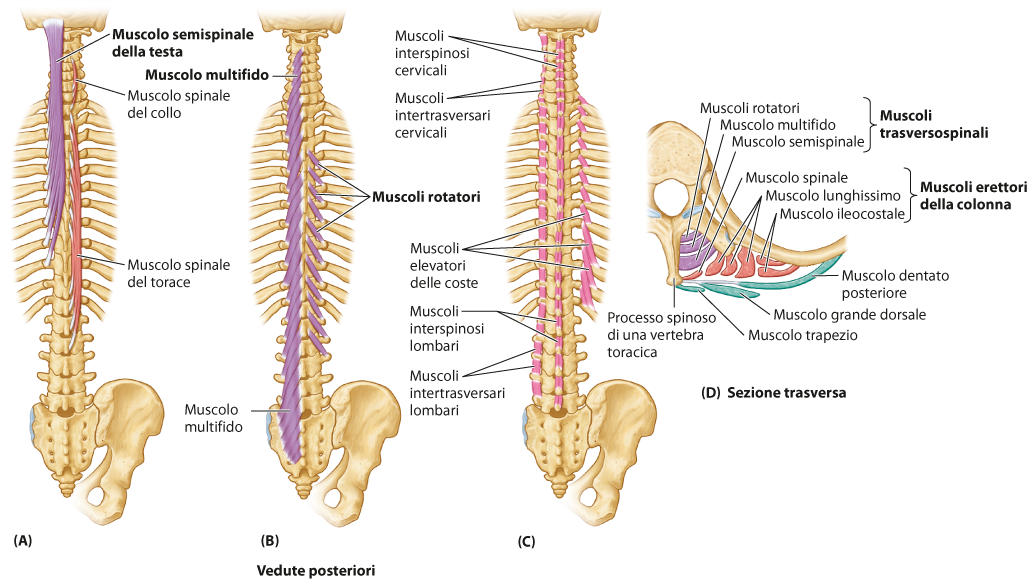 Muscolo semispinale
della testa
Muscolo spinale
del collo
Muscolo spinale
del torace
(A)
Muscolo multifido
Muscoli rotatori
Muscolo
multifido
(B)
Vedute posteriori
Muscoli
interspinosi
cervicali
Muscoli
intertrasversari
cervicali
Muscoli
elevatori
delle coste
Muscoli
interspinosi
lombari
Muscoli
intertrasversari
lombari
(C)
Muscoli rotatori
Muscolo multifido
Muscolo semispinale
Muscoli
trasversospinali
Muscolo spinale
Muscolo lunghissimo
Muscolo ileocostale
Muscoli erettori
della colonna
Muscolo dentato
posteriore
Muscolo grande dorsale
Muscolo trapezio
Processo spinoso
di una vertebra
toracica
(D) Sezione trasversa